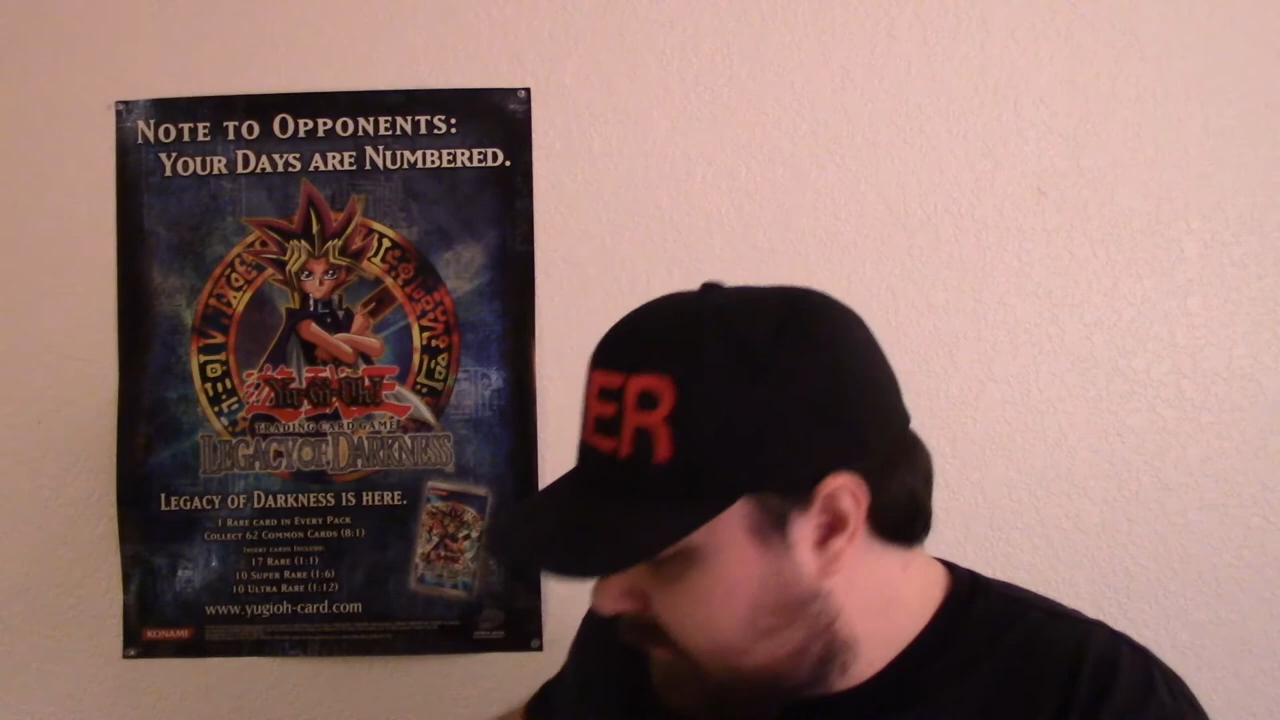 NOTE TO OPPONENTS:
YOUR DAYS ARE NUMBERED.
Yu-Gi-Oh!
TRADING CARD GAME
LEGACY OF DARKNESS
LEGACY OF DARKNESS IS HERE.
1 RARE CARD IN EVERY PACK
COLLECT 62 COMMON CARDS (8:1)
INSERT CARDS INCLUDE:
17 RARE (1:1)
10 SUPER RARE (1:6)
10 ULTRA RARE (1:12)
www.yugioh-card.com
KONAMI
ER